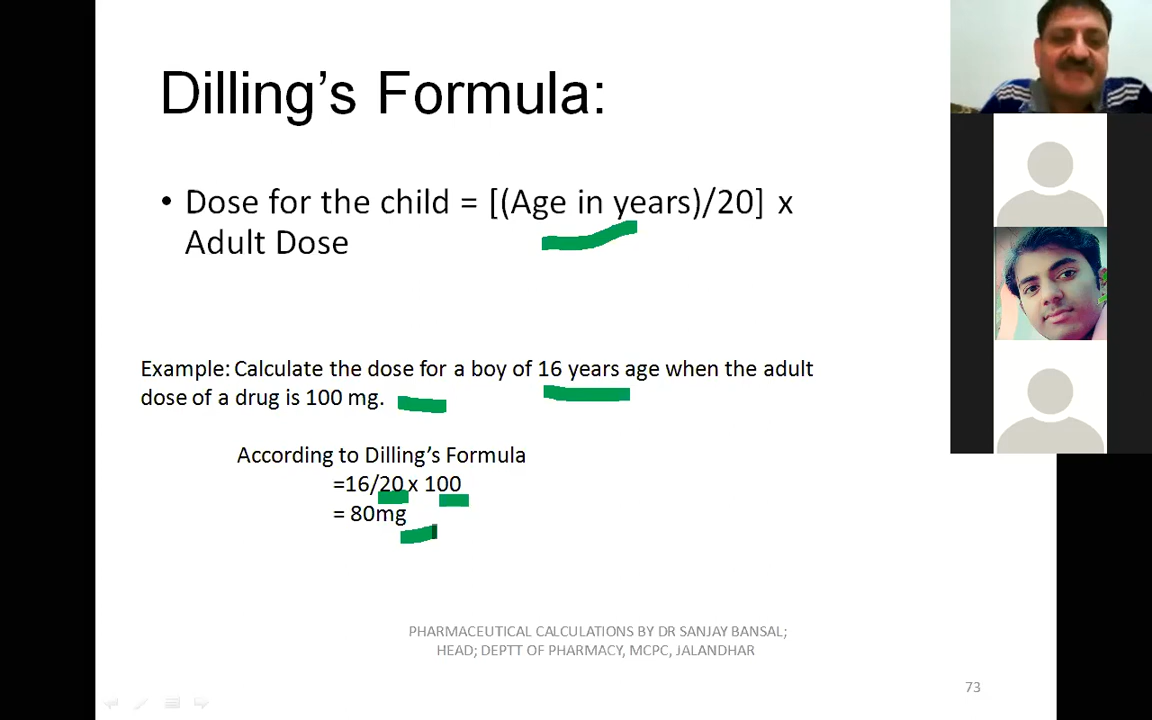 Dilling’s Formula:
• Dose for the child = [(Age in years)/20] x
Adult Dose
Example: Calculate the dose for a boy of 16 years age when the adult
dose of a drug is 100 mg.
According to Dilling’s Formula
=16/20 x 100
= 80mg
PHARMACEUTICAL CALCULATIONS BY DR SANJAY BANSAL;
HEAD; DEPTT OF PHARMACY, MCPC, JALANDHAR
73